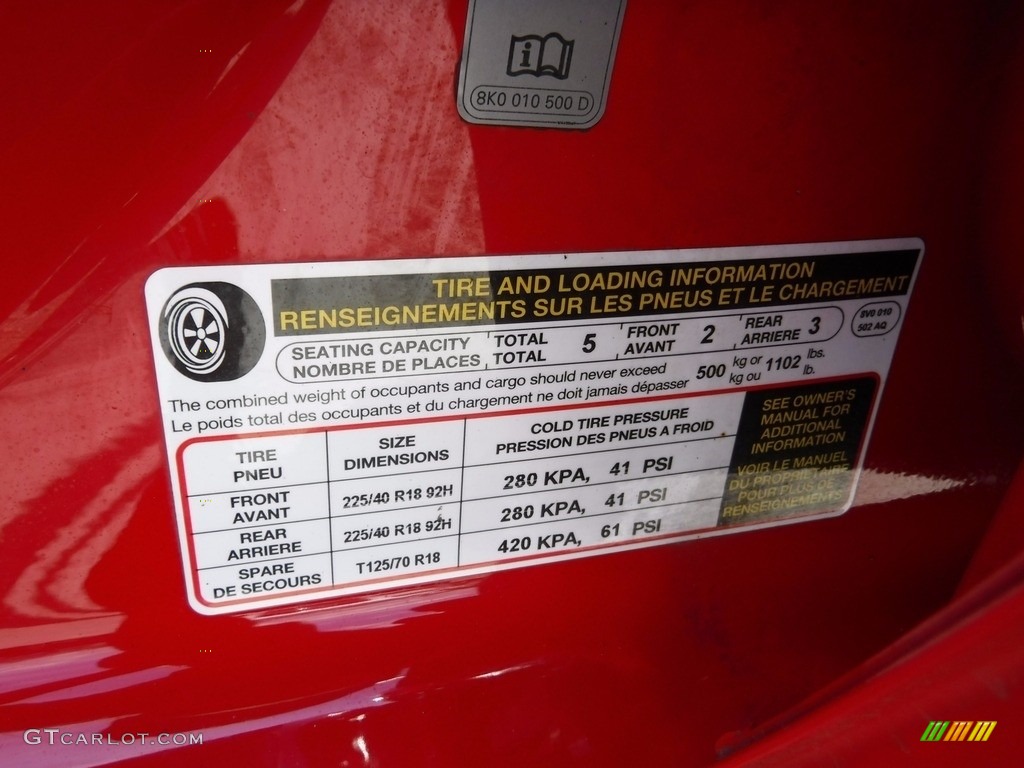 i
8K0 010 500 D
TIRE AND LOADING INFORMATION
RENSEIGNEMENTS SUR LES PNEUS ET LE CHARGEMENT
SEATING CAPACITY TOTAL 5 FRONT 2 REAR 3
NOMBRE DE PLACES TOTAL AVANT ARRIERE
8V0 010
502 AQ
The combined weight of occupants and cargo should never exceed 500 kg or 1102 lbs.
Le poids total des occupants et du chargement ne doit jamais dépasser kg ou lb.
TIRE SIZE COLD TIRE PRESSURE
PNEU DIMENSIONS PRESSION DES PNEUS A FROID
FRONT 225/40 R18 92H 280 KPA, 41 PSI
AVANT
REAR 225/40 R18 92H 280 KPA, 41 PSI
ARRIERE
SPARE T125/70 R18 420 KPA, 61 PSI
DE SECOURS
SEE OWNER'S
MANUAL FOR
ADDITIONAL
INFORMATION
VOIR LE MANUEL
DU PROPRIETAIRE
POUR PLUS DE
RENSEIGNEMENTS
GTCARLOT.COM